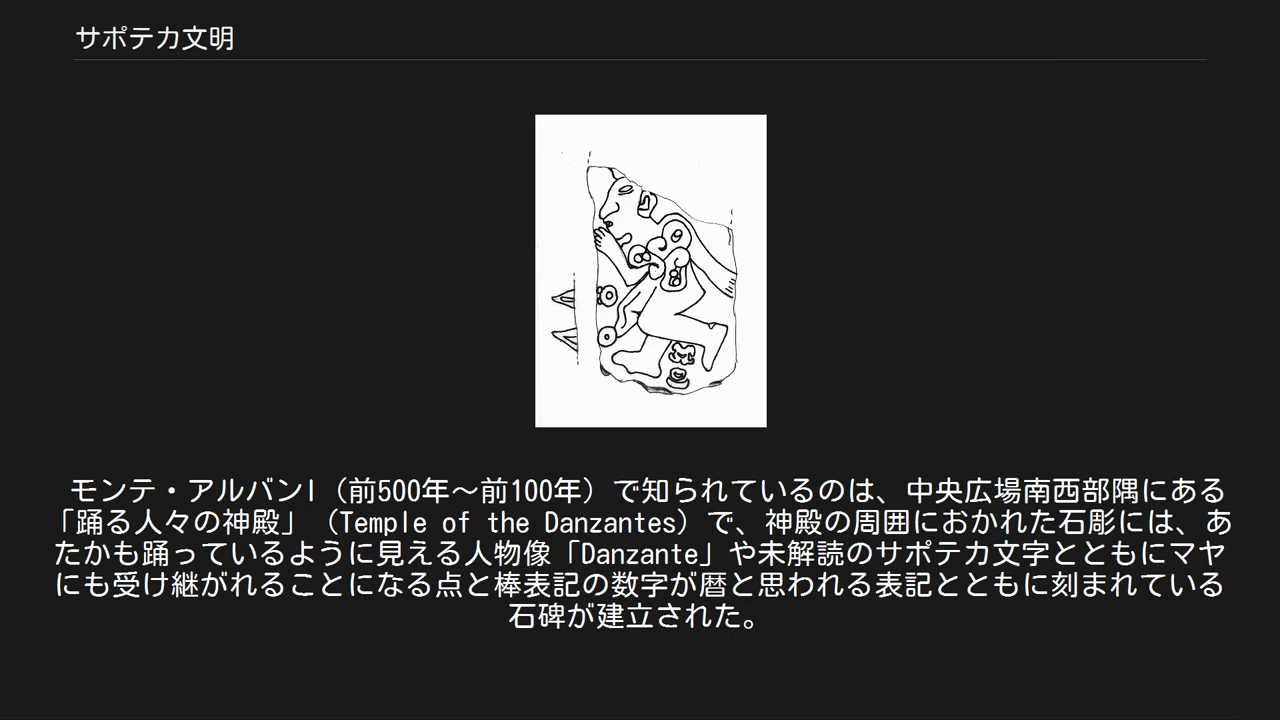 サポテカ文明
モンテ・アルバンI（前500年～前100年）で知られているのは、中央広場南西部隅にある
「踊る人々の神殿」（Temple of the Danzantes）で、神殿の周囲におかれた石彫には、あ
たかも踊っているように見える人物像「Danzante」や未解読のサポテカ文字とともにマヤ
にも受け継がれることになる点と棒表記の数字が暦と思われる表記とともに刻まれている
石碑が建立された。